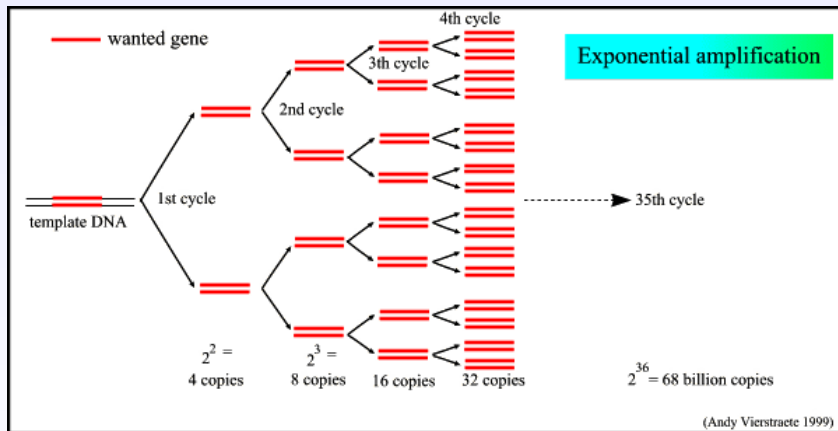 4th cycle
wanted gene
Exponential amplification
3th cycle
2nd cycle
1st cycle
35th cycle
template DNA
2^2 =
4 copies
2^3 =
8 copies
16 copies
32 copies
2^36 = 68 billion copies
(Andy Vierstraete 1999)